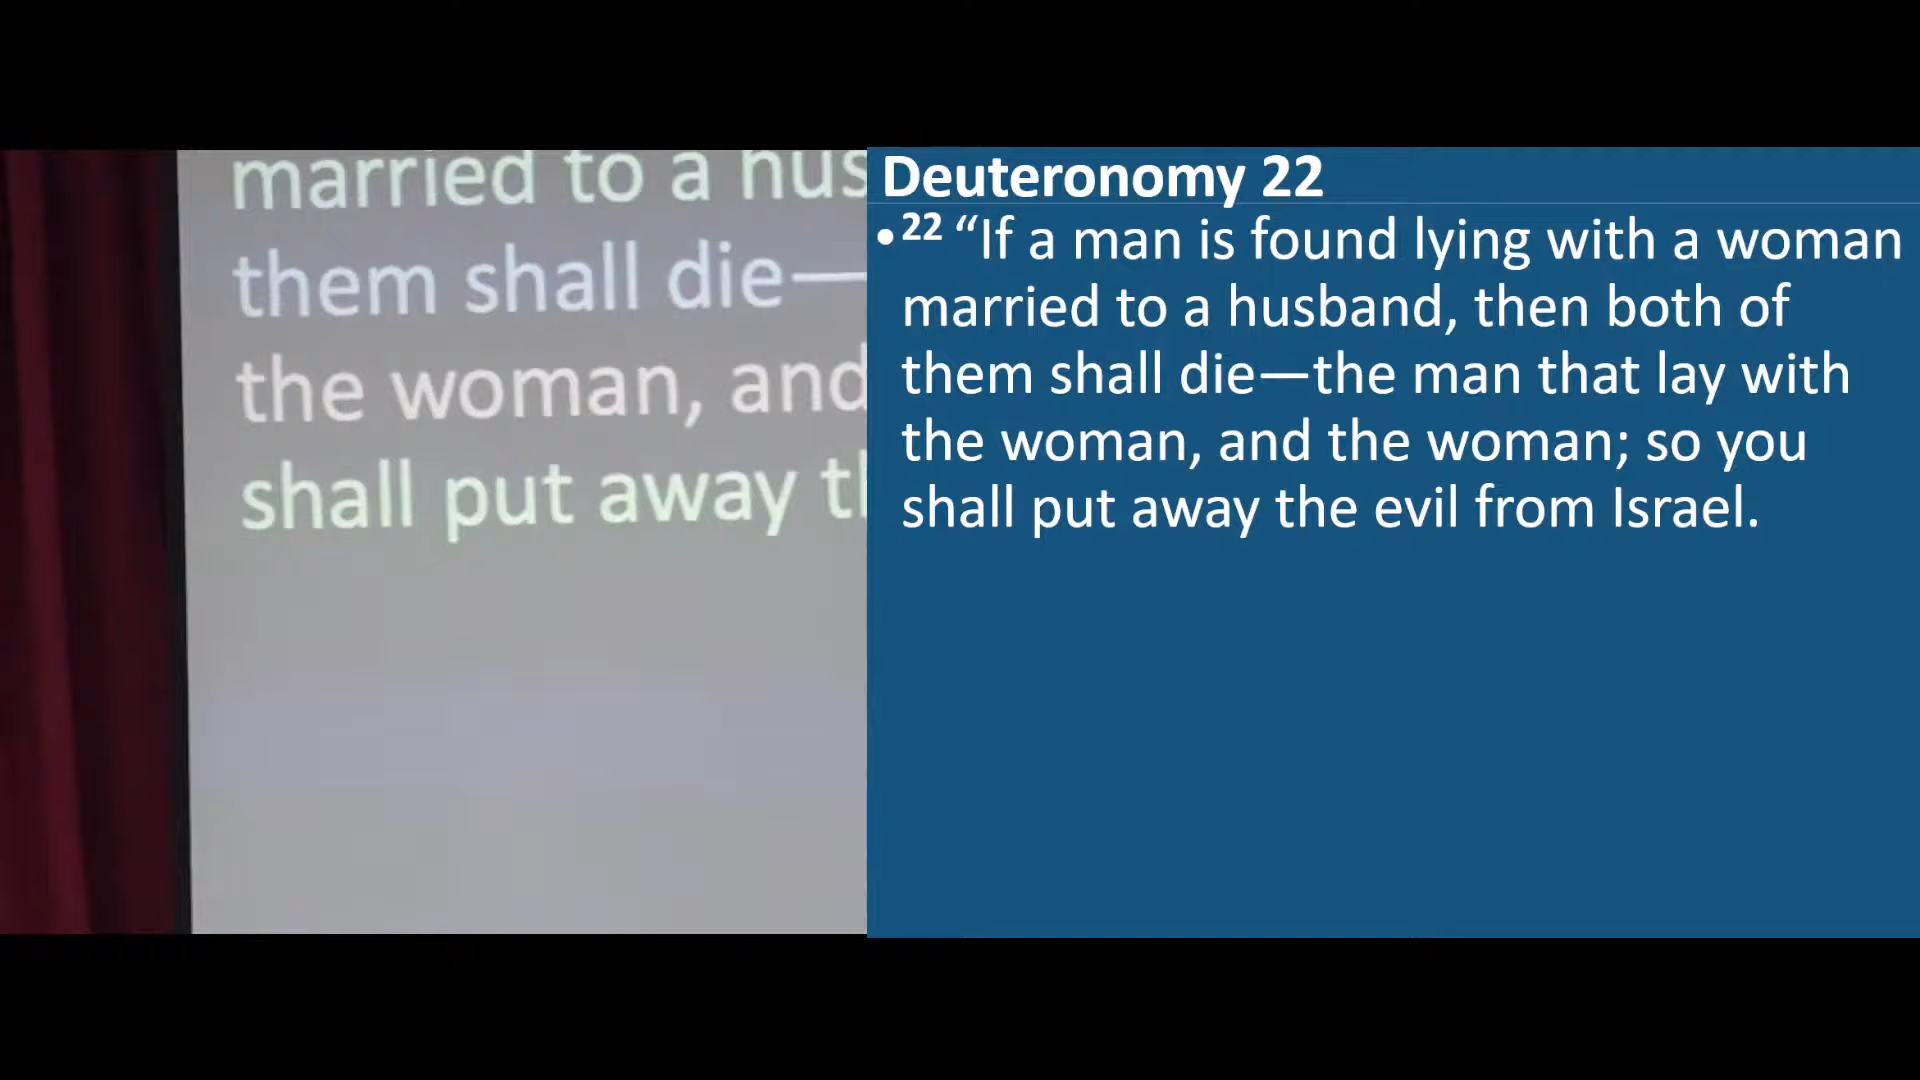 married to a hus
them shall die—
the woman, and
shall put away th
Deuteronomy 22
•22 “If a man is found lying with a woman
married to a husband, then both of
them shall die—the man that lay with
the woman, and the woman; so you
shall put away the evil from Israel.